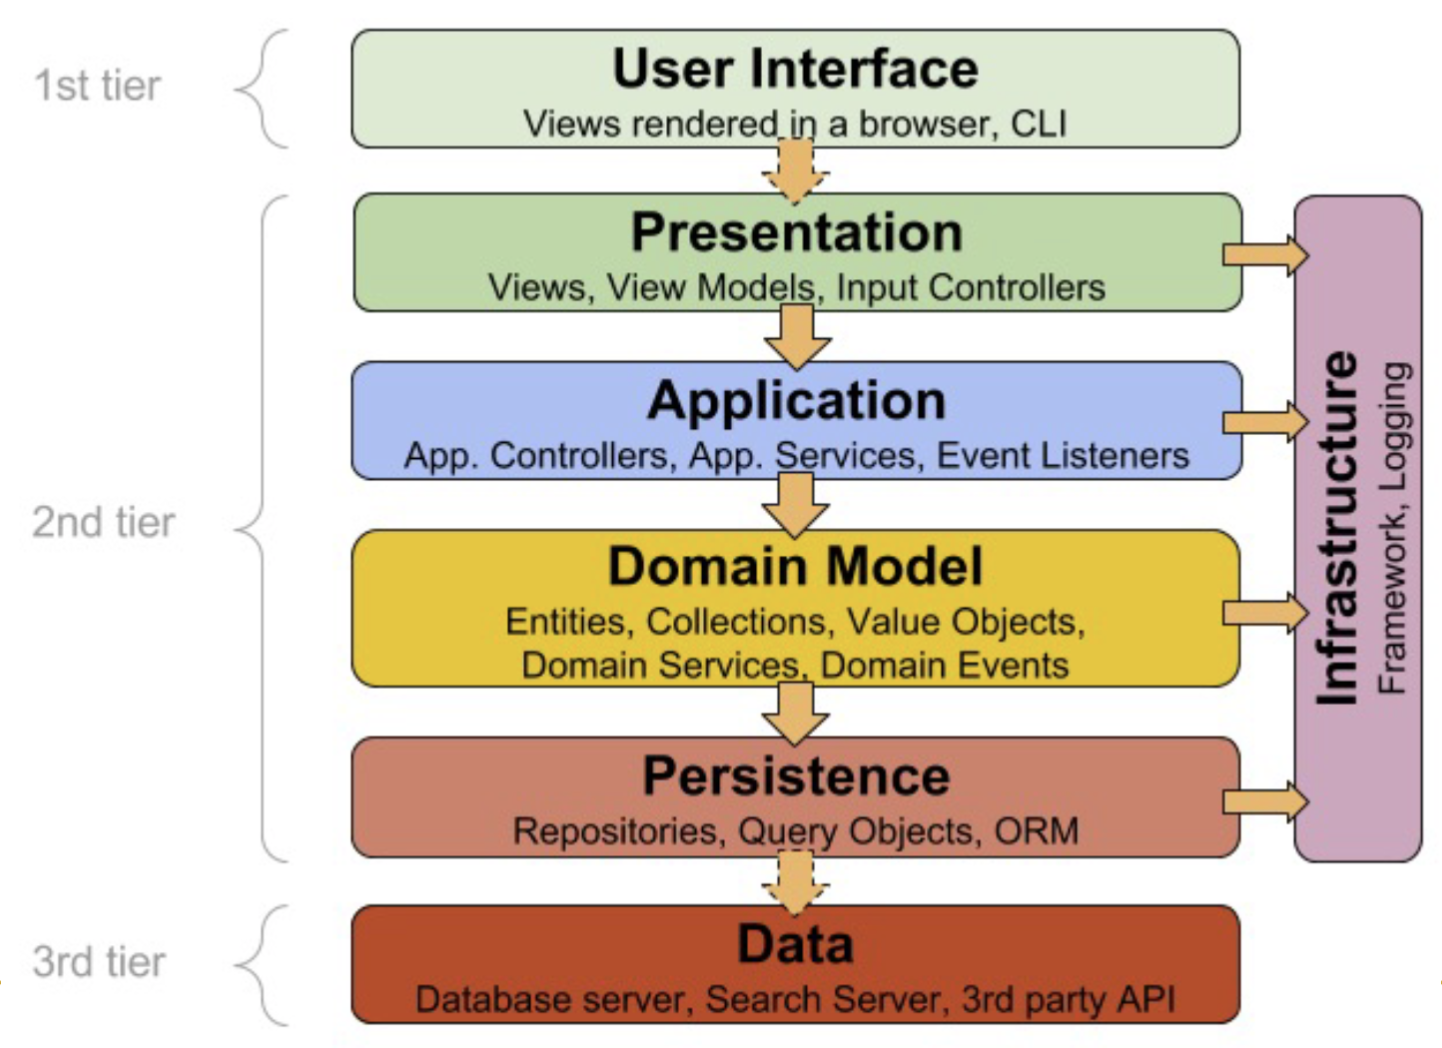 1st tier
User Interface
Views rendered in a browser, CLI
2nd tier
Presentation
Views, View Models, Input Controllers
Application
App. Controllers, App. Services, Event Listeners
Domain Model
Entities, Collections, Value Objects,
Domain Services, Domain Events
Persistence
Repositories, Query Objects, ORM
Infrastructure
Framework, Logging
3rd tier
Data
Database server, Search Server, 3rd party API